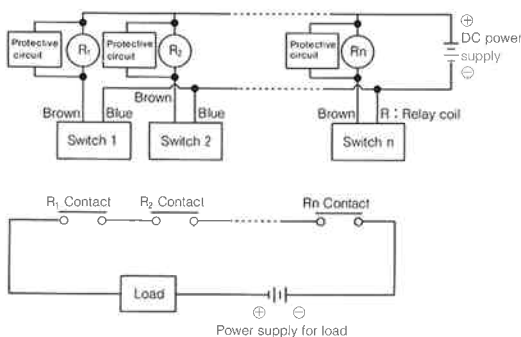 Protective circuit
R₁
Protective circuit
R₂
Protective circuit
Rn
⊕
DC power
supply
⊖
Brown
Blue
Brown
Blue
Brown
R : Relay coil
Switch 1
Switch 2
Switch n
R₁ Contact
R₂ Contact
Rn Contact
Load
⊕
⊖
Power supply for load